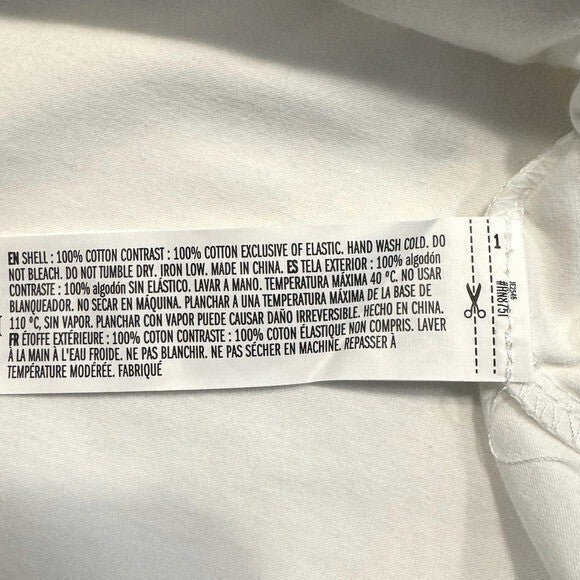 EN SHELL : 100% COTTON CONTRAST : 100% COTTON EXCLUSIVE OF ELASTIC. HAND WASH COLD. DO
NOT BLEACH. DO NOT TUMBLE DRY. IRON LOW. MADE IN CHINA. ES TELA EXTERIOR : 100% algodón
CONTRASTE : 100% algodón SIN ELÁSTICO. LAVAR A MANO. TEMPERATURA MÁXIMA 40 °C. NO USAR
BLANQUEADOR. NO SECAR EN MÁQUINA. PLANCHAR A UNA TEMPERATURA MÁXIMA DE LA BASE DE
110 °C, SIN VAPOR. PLANCHAR CON VAPOR PUEDE CAUSAR DAÑO IRREVERSIBLE. HECHO EN CHINA.
FR ÉTOFFE EXTÉRIEURE : 100% COTON CONTRASTE : 100% COTON ÉLASTIQUE NON COMPRIS. LAVER
À LA MAIN À L'EAU FROIDE. NE PAS BLANCHIR. NE PAS SÉCHER EN MACHINE. REPASSER À
TEMPÉRATURE MODÉRÉE. FABRIQUÉ
1